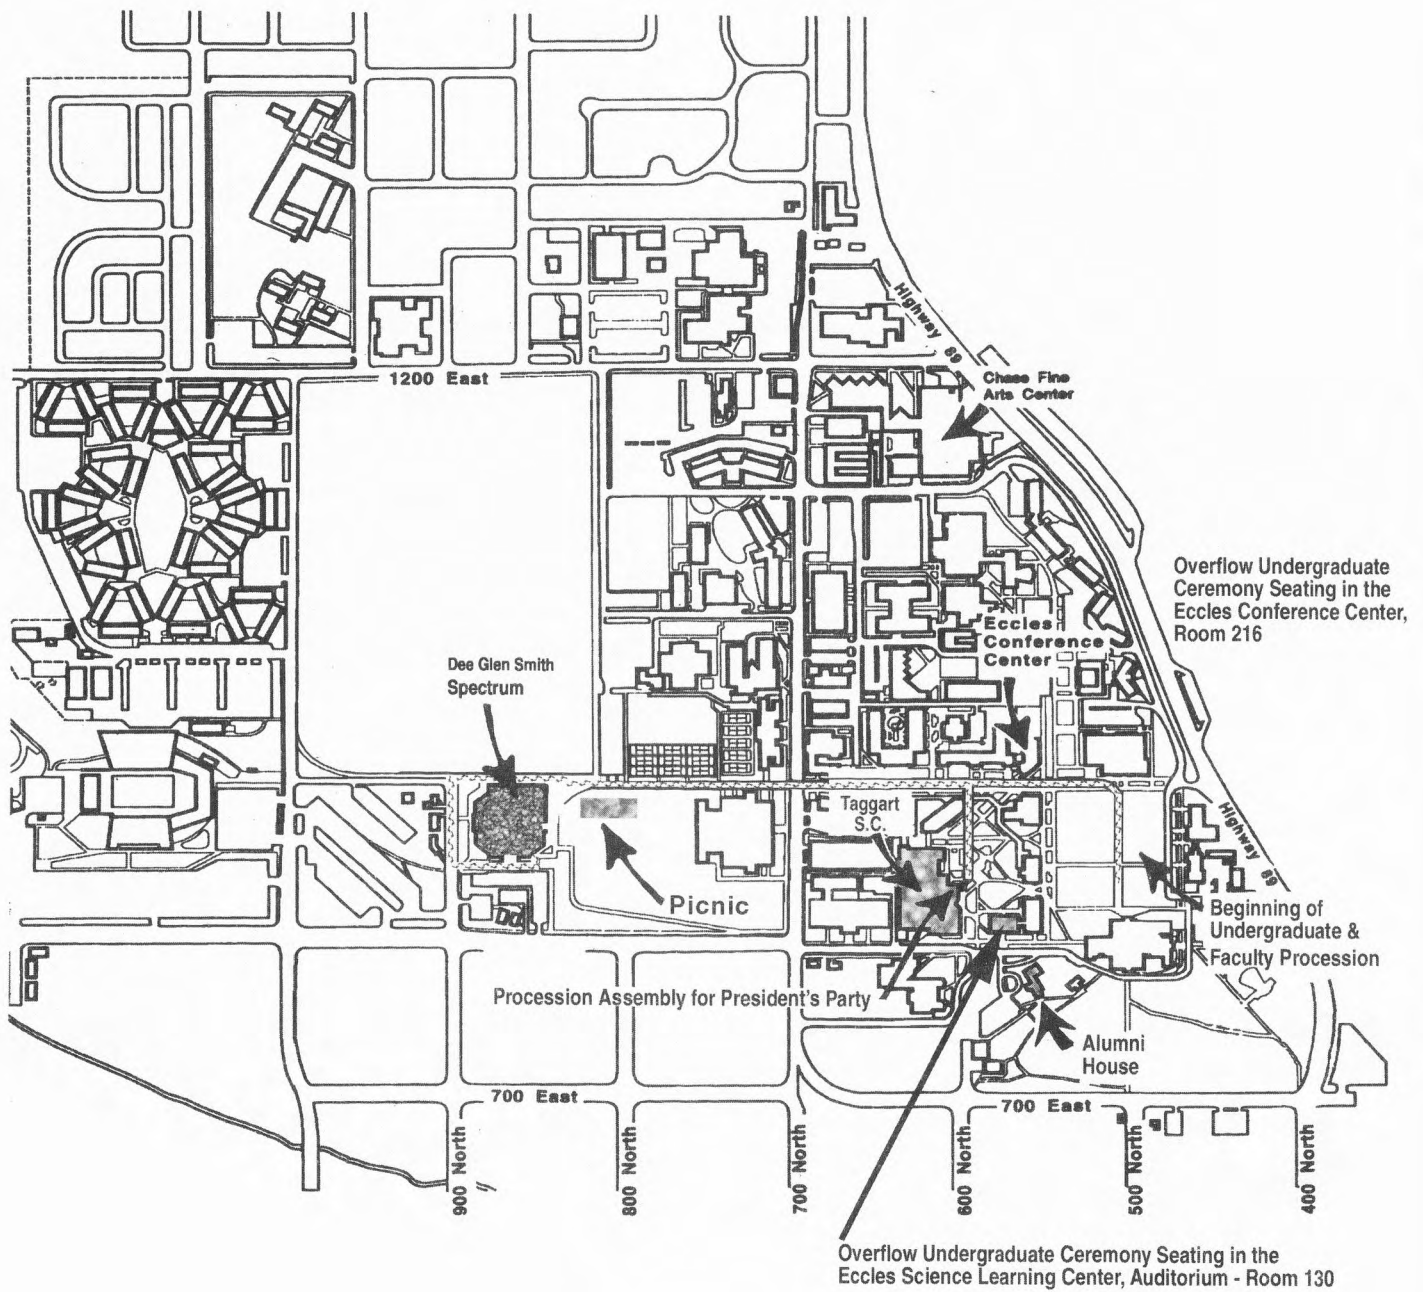 Highway 89
1200 East
Chase Fine
Arts Center
Overflow Undergraduate
Ceremony Seating in the
Eccles Conference Center,
Room 216
Eccles
Conference
Center
Dee Glen Smith
Spectrum
Taggart
S.C.
Highway 89
Picnic
Beginning of
Undergraduate &
Faculty Procession
Procession Assembly for President's Party
Alumni
House
700 East
700 East
900 North
800 North
700 North
600 North
500 North
400 North
Overflow Undergraduate Ceremony Seating in the
Eccles Science Learning Center, Auditorium - Room 130